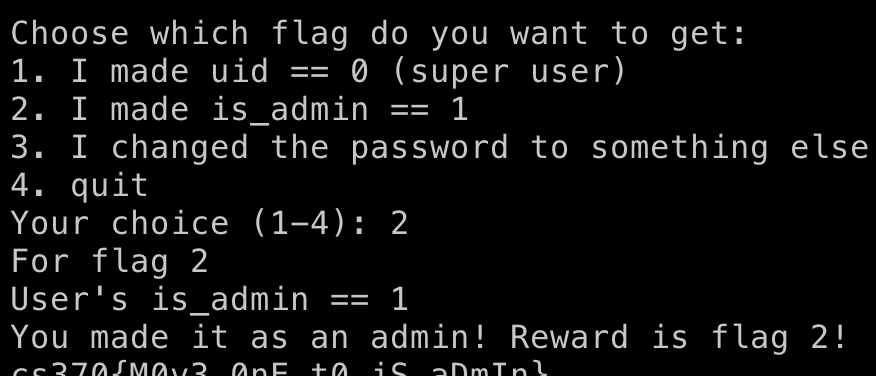 Choose which flag do you want to get:
1. I made uid == 0 (super user)
2. I made is_admin == 1
3. I changed the password to something else
4. quit
Your choice (1-4): 2
For flag 2
User's is_admin == 1
You made it as an admin! Reward is flag 2!
cs370{M0v3_0nE_t0_iS_aDmIn}